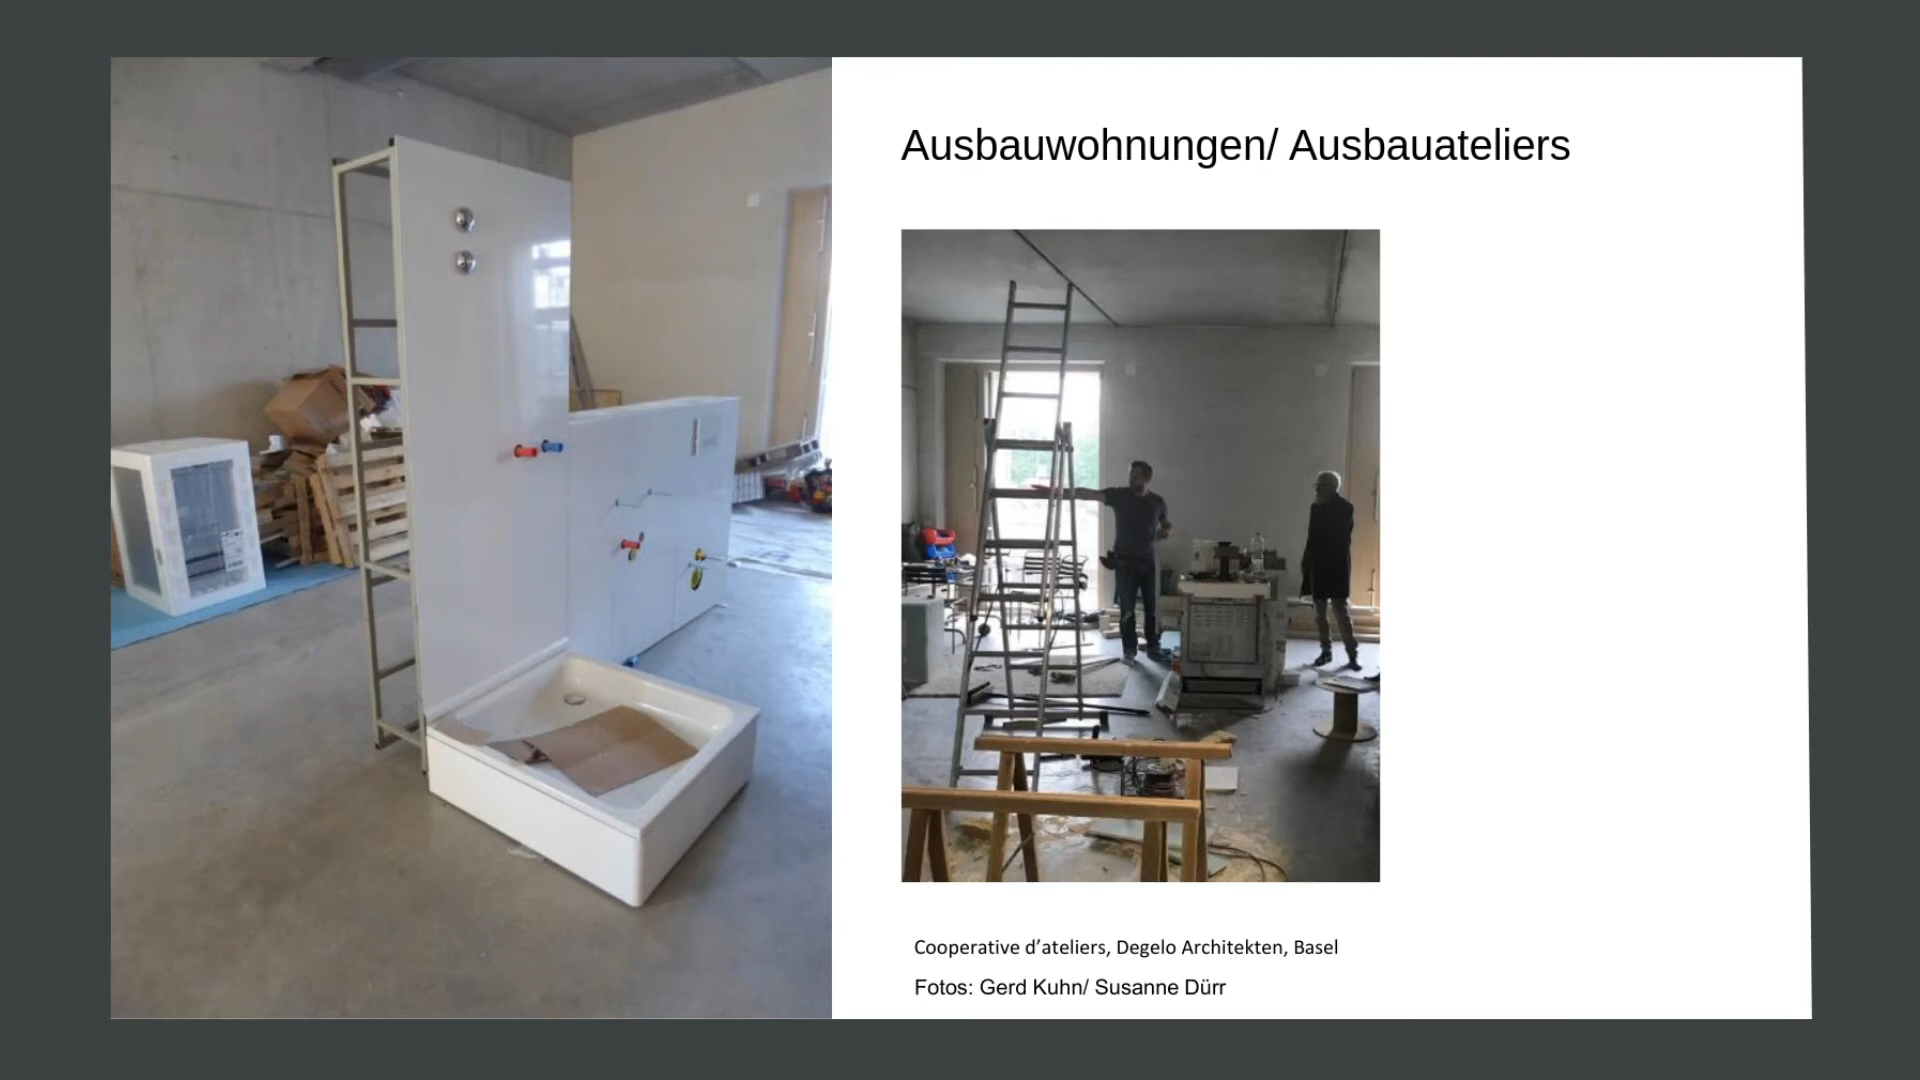 Ausbauwohnungen/ Ausbauateliers
Cooperative d’ateliers, Degelo Architekten, Basel
Fotos: Gerd Kuhn/ Susanne Dürr